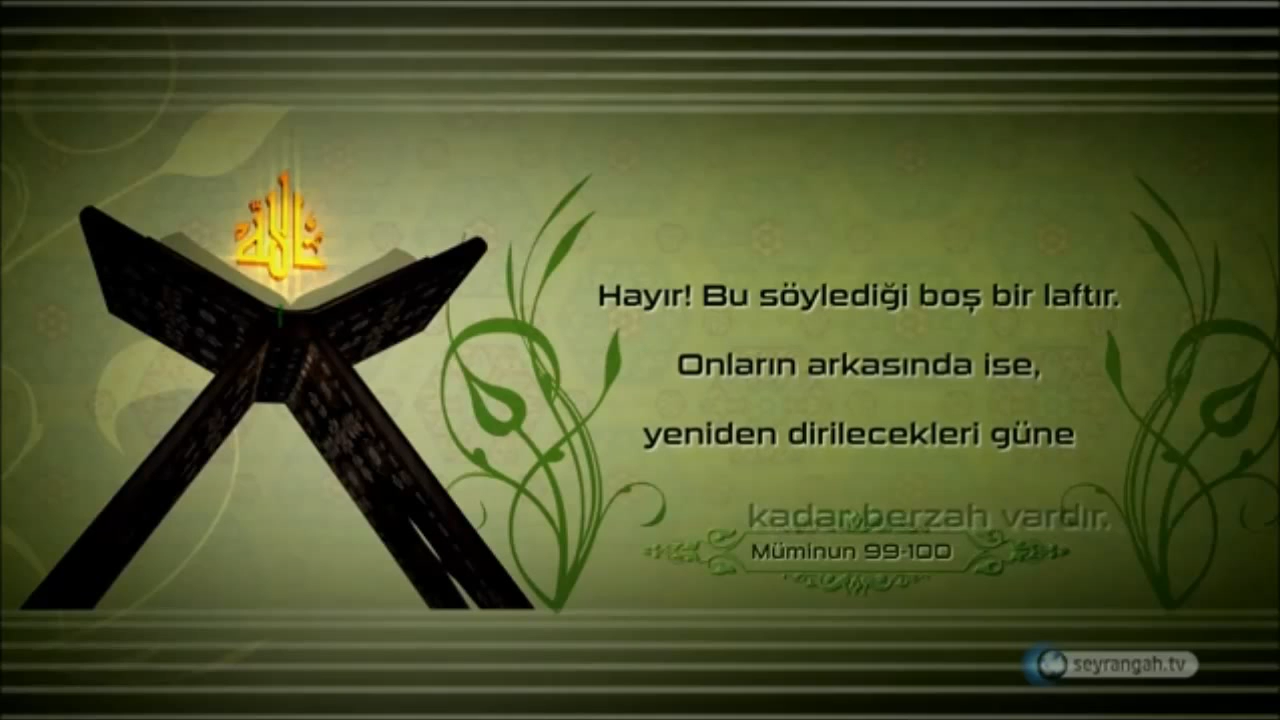 Hayır! Bu söylediği boş bir laftır.
Onların arkasında ise,
yeniden dirilecekleri güne
kadar berzah vardır.
Müminun 99-100
seyrangah.tv